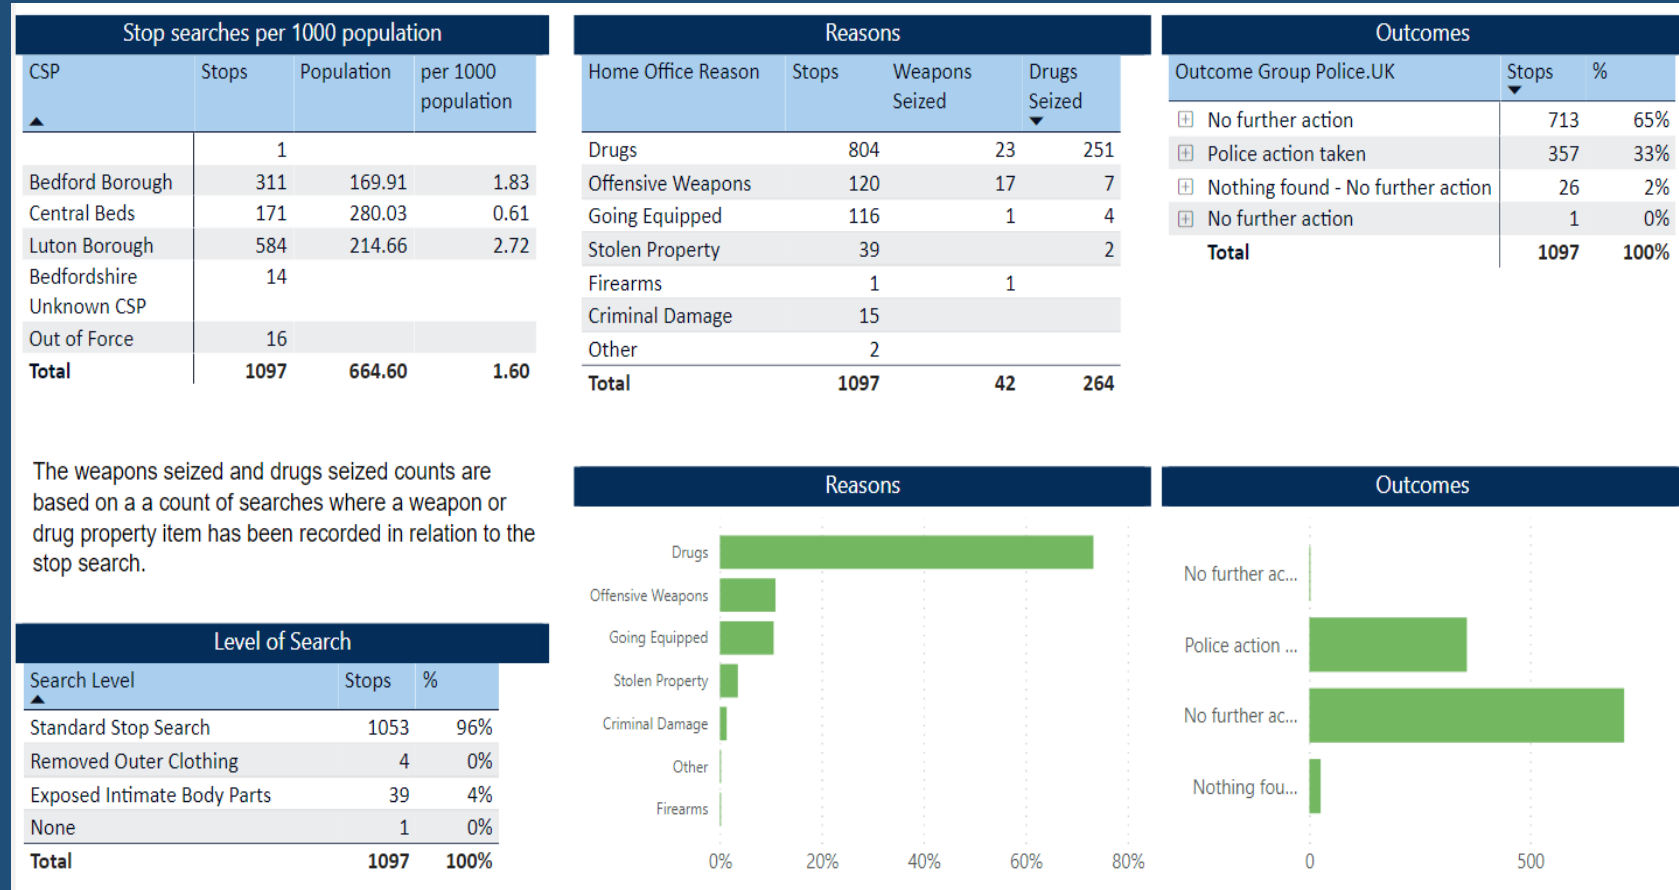 Stop searches per 1000 population
CSP Stops Population per 1000 population
1
Bedford Borough 311 169.91 1.83
Central Beds 171 280.03 0.61
Luton Borough 584 214.66 2.72
Bedfordshire Unknown CSP 14
Out of Force 16
Total 1097 664.60 1.60
The weapons seized and drugs seized counts are
based on a a count of searches where a weapon or
drug property item has been recorded in relation to the
stop search.
Level of Search
Search Level Stops %
Standard Stop Search 1053 96%
Removed Outer Clothing 4 0%
Exposed Intimate Body Parts 39 4%
None 1 0%
Total 1097 100%
Reasons
Home Office Reason Stops Weapons Seized Drugs Seized
Drugs 804 23 251
Offensive Weapons 120 17 7
Going Equipped 116 1 4
Stolen Property 39 2
Firearms 1 1
Criminal Damage 15
Other 2
Total 1097 42 264
Reasons
Drugs
Offensive Weapons
Going Equipped
Stolen Property
Criminal Damage
Other
Firearms
0% 20% 40% 60% 80%
Outcomes
Outcome Group Police.UK Stops %
No further action 713 65%
Police action taken 357 33%
Nothing found - No further action 26 2%
No further action 1 0%
Total 1097 100%
Outcomes
No further ac...
Police action ...
No further ac...
Nothing fou...
0 500